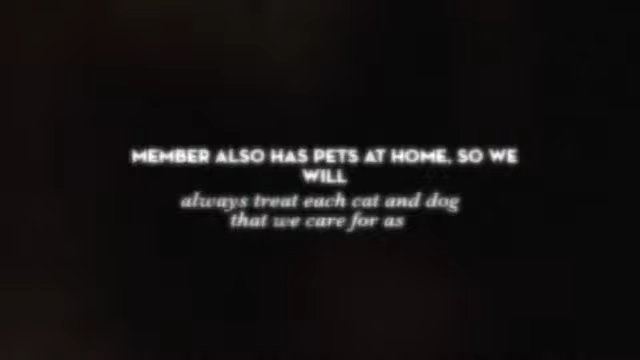 MEMBER ALSO HAS PETS AT HOME, SO WE
WILL
always treat each cat and dog
that we care for as